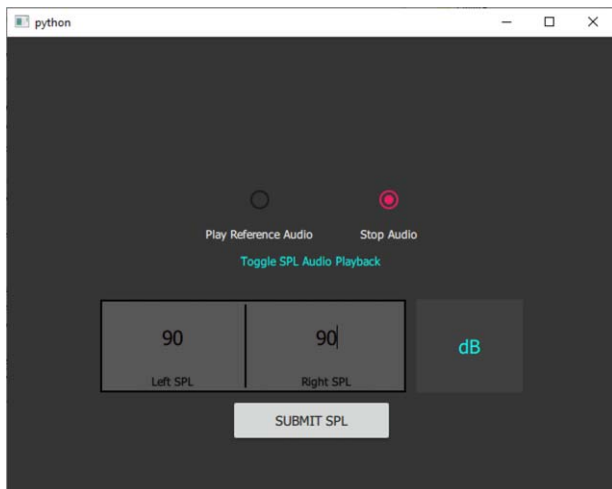 python
Play Reference Audio Stop Audio
Toggle SPL Audio Playback
90 90 dB
Left SPL Right SPL
SUBMIT SPL